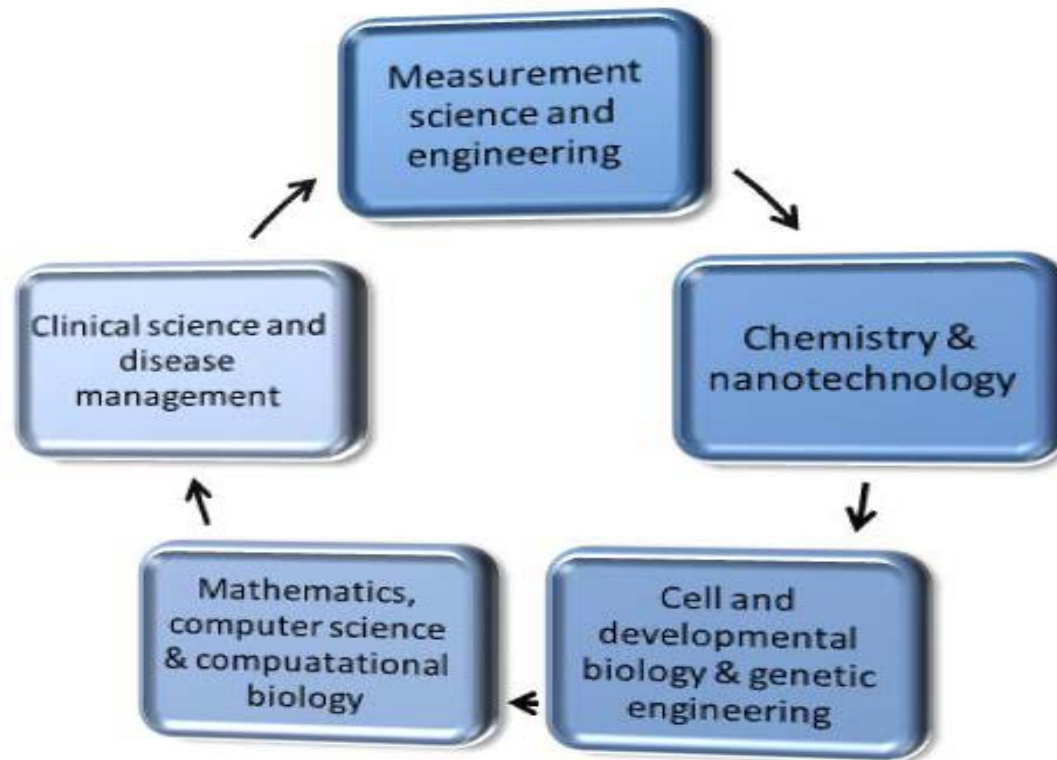 Measurement
science and
engineering
Chemistry &
nanotechnology
Cell and
developmental
biology & genetic
engineering
Mathematics,
computer science
& compuatational
biology
Clinical science and
disease
management